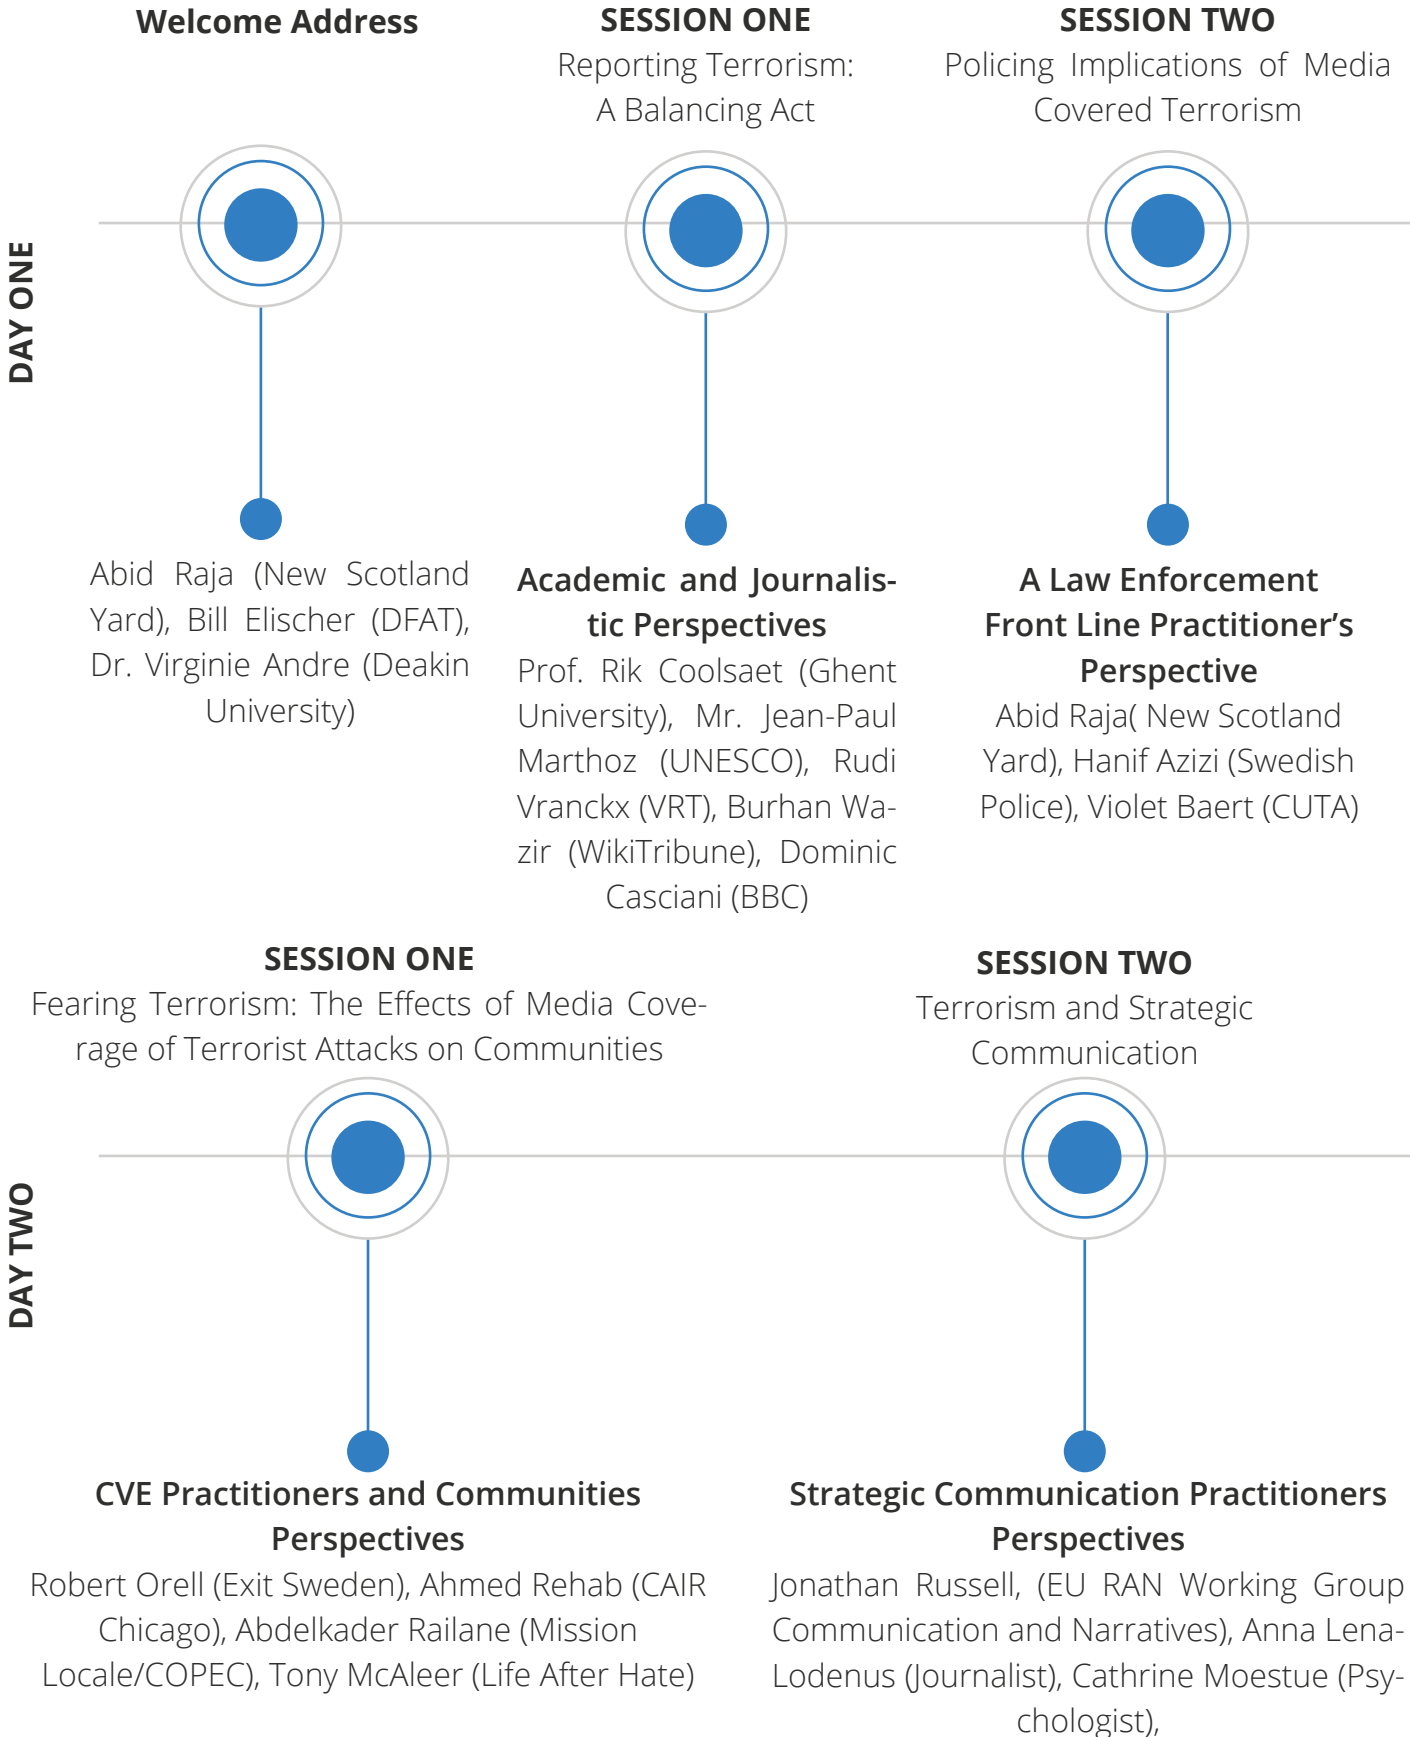 DAY ONE
Welcome Address
Abid Raja (New Scotland
Yard), Bill Elischer (DFAT),
Dr. Virginie Andre (Deakin
University)
SESSION ONE
Reporting Terrorism:
A Balancing Act
Academic and Journalis-
tic Perspectives
Prof. Rik Coolsaet (Ghent
University), Mr. Jean-Paul
Marthoz (UNESCO), Rudi
Vranckx (VRT), Burhan Wa-
zir (WikiTribune), Dominic
Casciani (BBC)
SESSION TWO
Policing Implications of Media
Covered Terrorism
A Law Enforcement
Front Line Practitioner’s
Perspective
Abid Raja( New Scotland
Yard), Hanif Azizi (Swedish
Police), Violet Baert (CUTA)
DAY TWO
SESSION ONE
Fearing Terrorism: The Effects of Media Cove-
rage of Terrorist Attacks on Communities
CVE Practitioners and Communities
Perspectives
Robert Orell (Exit Sweden), Ahmed Rehab (CAIR
Chicago), Abdelkader Railane (Mission
Locale/COPEC), Tony McAleer (Life After Hate)
SESSION TWO
Terrorism and Strategic
Communication
Strategic Communication Practitioners
Perspectives
Jonathan Russell, (EU RAN Working Group
Communication and Narratives), Anna Lena-
Lodenus (Journalist), Cathrine Moestue (Psy-
chologist),